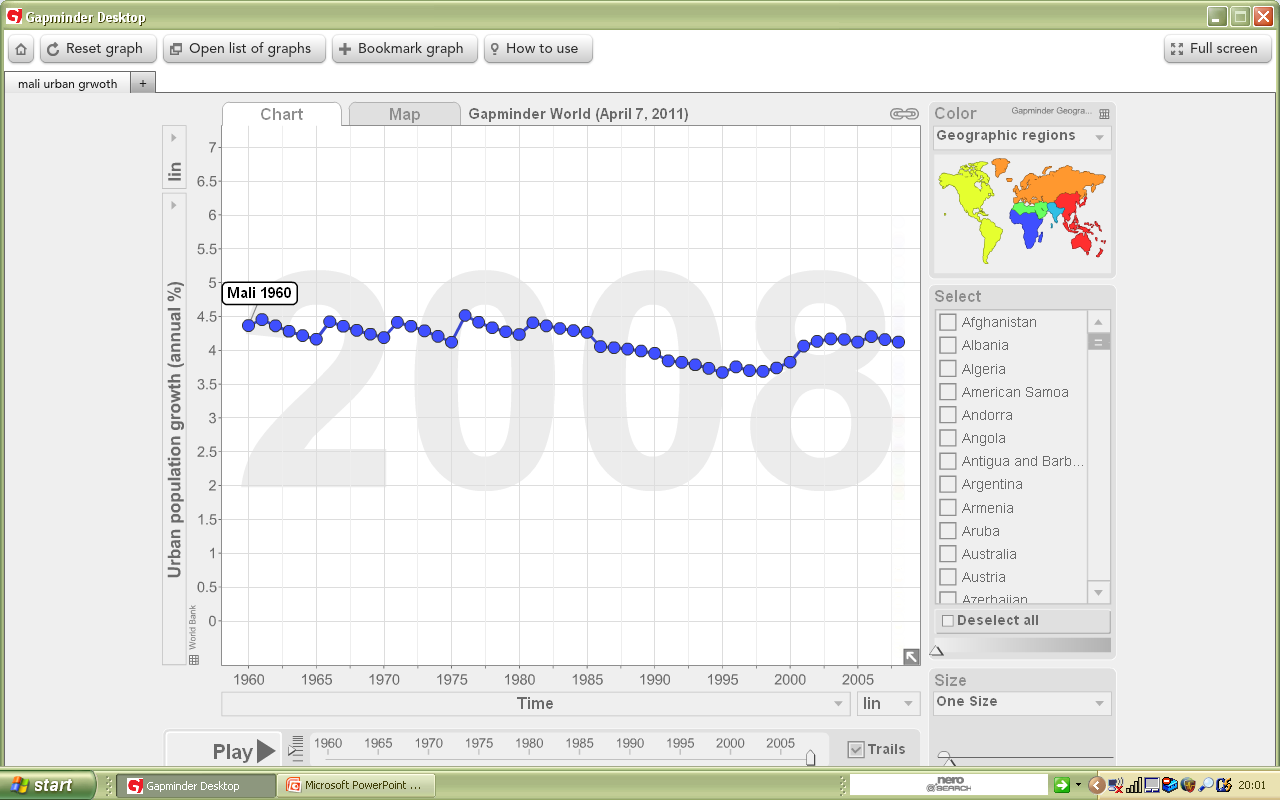 Gapminder Desktop
Reset graph
Open list of graphs
Bookmark graph
How to use
Full screen
mali urban grwoth
+
Chart
Map
Gapminder World (April 7, 2011)
lin
Urban population growth (annual %)
World Bank
7
6.5
6
5.5
5
4.5
4
3.5
3
2.5
2
1.5
1
0.5
0
2008
Mali 1960
1960 1965 1970 1975 1980 1985 1990 1995 2000 2005
Time
lin
Play
1960 1965 1970 1975 1980 1985 1990 1995 2000 2005
Trails
Color
Gapminder Geogra...
Geographic regions
Select
Afghanistan
Albania
Algeria
American Samoa
Andorra
Angola
Antigua and Barb...
Argentina
Armenia
Aruba
Australia
Austria
Azerbaijan
Deselect all
Size
One Size
start
Gapminder Desktop
Microsoft PowerPoint ...
nero
SEARCH
20:01